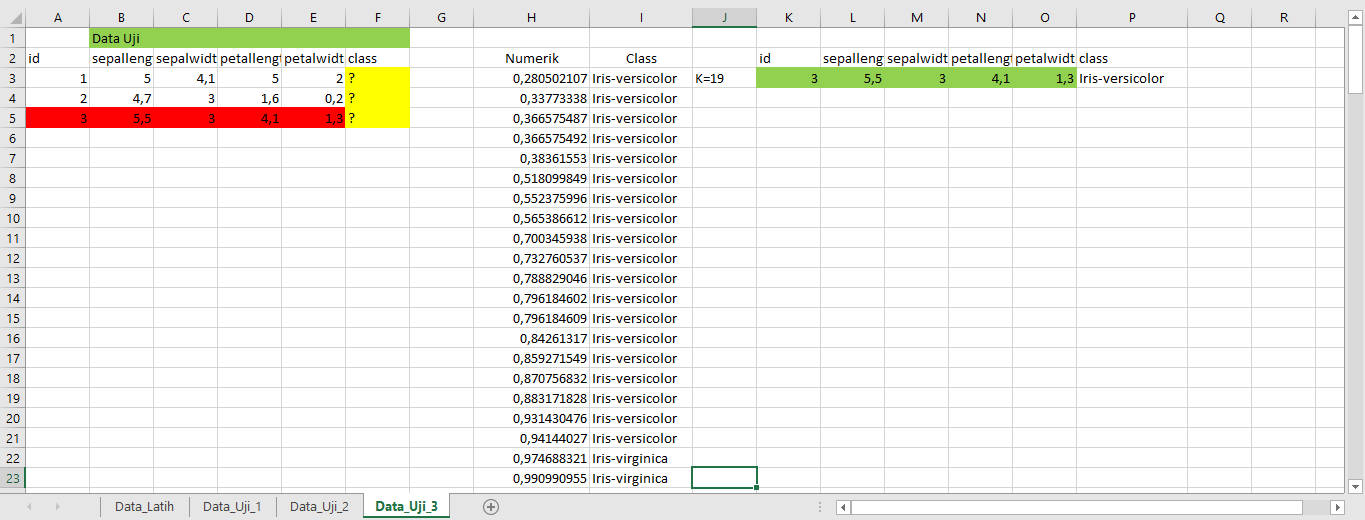 A B C D E F G H I J K L M N O P Q R
1 Data Uji
2 id sepalleng sepalwidt petallengt petalwidt class Numerik Class id sepalleng sepalwidt petallengt petalwidt class
3 1 5 4,1 5 2 ? 0,280502107 Iris-versicolor K=19 3 5,5 3 4,1 1,3 Iris-versicolor
4 2 4,7 3 1,6 0,2 ? 0,33773338 Iris-versicolor
5 3 5,5 3 4,1 1,3 ? 0,366575487 Iris-versicolor
6 0,366575492 Iris-versicolor
7 0,38361553 Iris-versicolor
8 0,518099849 Iris-versicolor
9 0,552375996 Iris-versicolor
10 0,565386612 Iris-versicolor
11 0,700345938 Iris-versicolor
12 0,732760537 Iris-versicolor
13 0,788829046 Iris-versicolor
14 0,796184602 Iris-versicolor
15 0,796184609 Iris-versicolor
16 0,84261317 Iris-versicolor
17 0,859271549 Iris-versicolor
18 0,870756832 Iris-versicolor
19 0,883171828 Iris-versicolor
20 0,931430476 Iris-versicolor
21 0,94144027 Iris-versicolor
22 0,974688321 Iris-virginica
23 0,990990955 Iris-virginica
Data_Latih Data_Uji_1 Data_Uji_2 Data_Uji_3